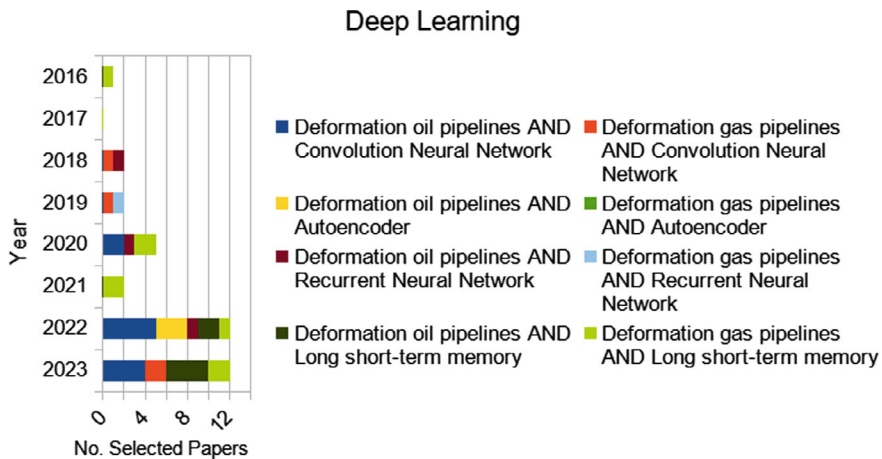 Deep Learning
2016
2017
2018
2019
2020
2021
2022
2023
Year
0
4
8
12
No. Selected Papers
Deformation oil pipelines AND
Convolution Neural Network
Deformation gas pipelines
AND Convolution Neural
Network
Deformation oil pipelines AND
Autoencoder
Deformation gas pipelines
AND Autoencoder
Deformation oil pipelines AND
Recurrent Neural Network
Deformation gas pipelines
AND Recurrent Neural
Network
Deformation oil pipelines AND
Long short-term memory
Deformation gas pipelines
AND Long short-term memory